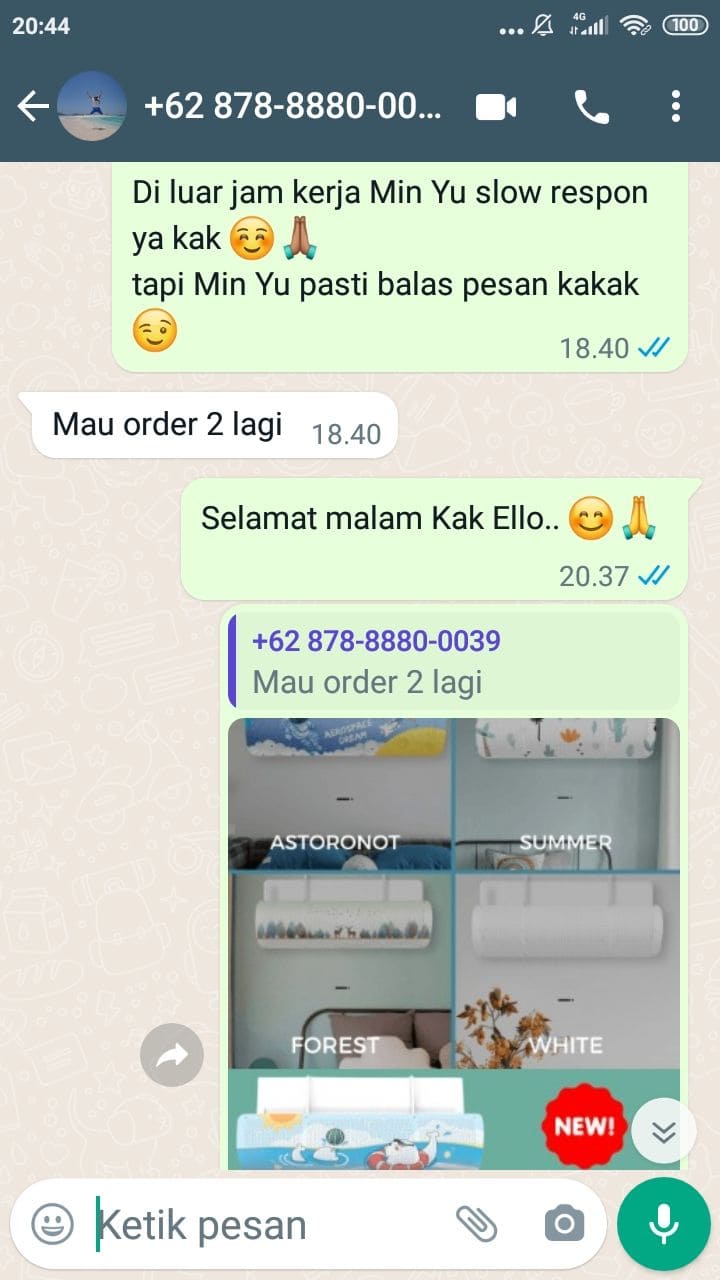 20:44
4G
100
+62 878-8880-00...
Di luar jam kerja Min Yu slow respon
ya kak 😊🙏🏽
tapi Min Yu pasti balas pesan kakak
😉
18.40
Mau order 2 lagi
18.40
Selamat malam Kak Ello.. 😊🙏
20.37
+62 878-8880-0039
Mau order 2 lagi
AEROSPACE
DREAM
ASTORONOT
SUMMER
FOREST
WHITE
NEW!
Ketik pesan